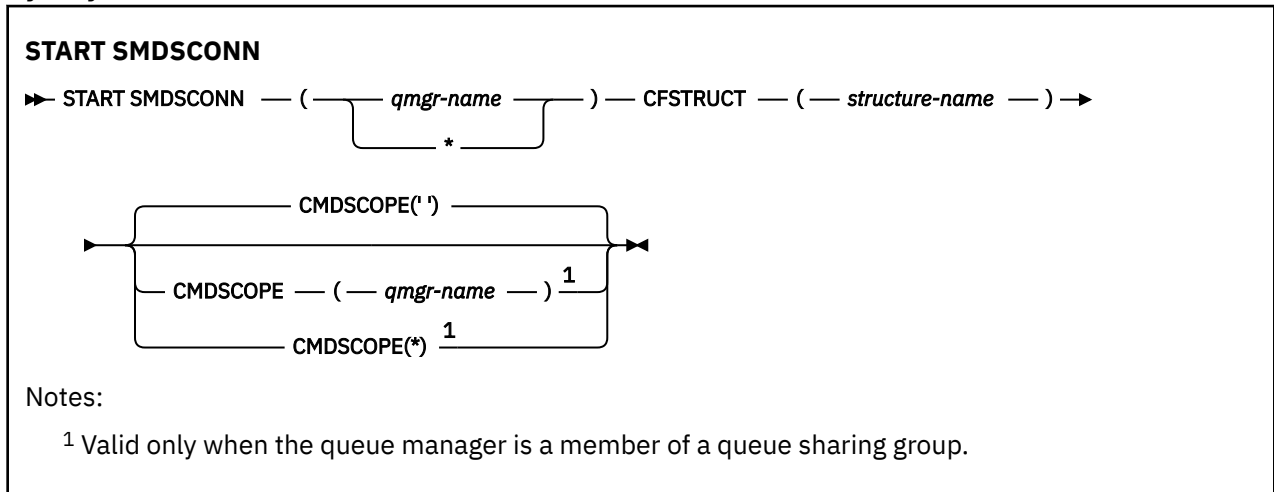 START SMDSCONN
START SMDSCONN ( qmgr-name ) CFSTRUCT ( structure-name )
*
CMDSCOPE(' ')
CMDSCOPE ( qmgr-name ) 1
CMDSCOPE(*) 1
Notes:
1 Valid only when the queue manager is a member of a queue sharing group.